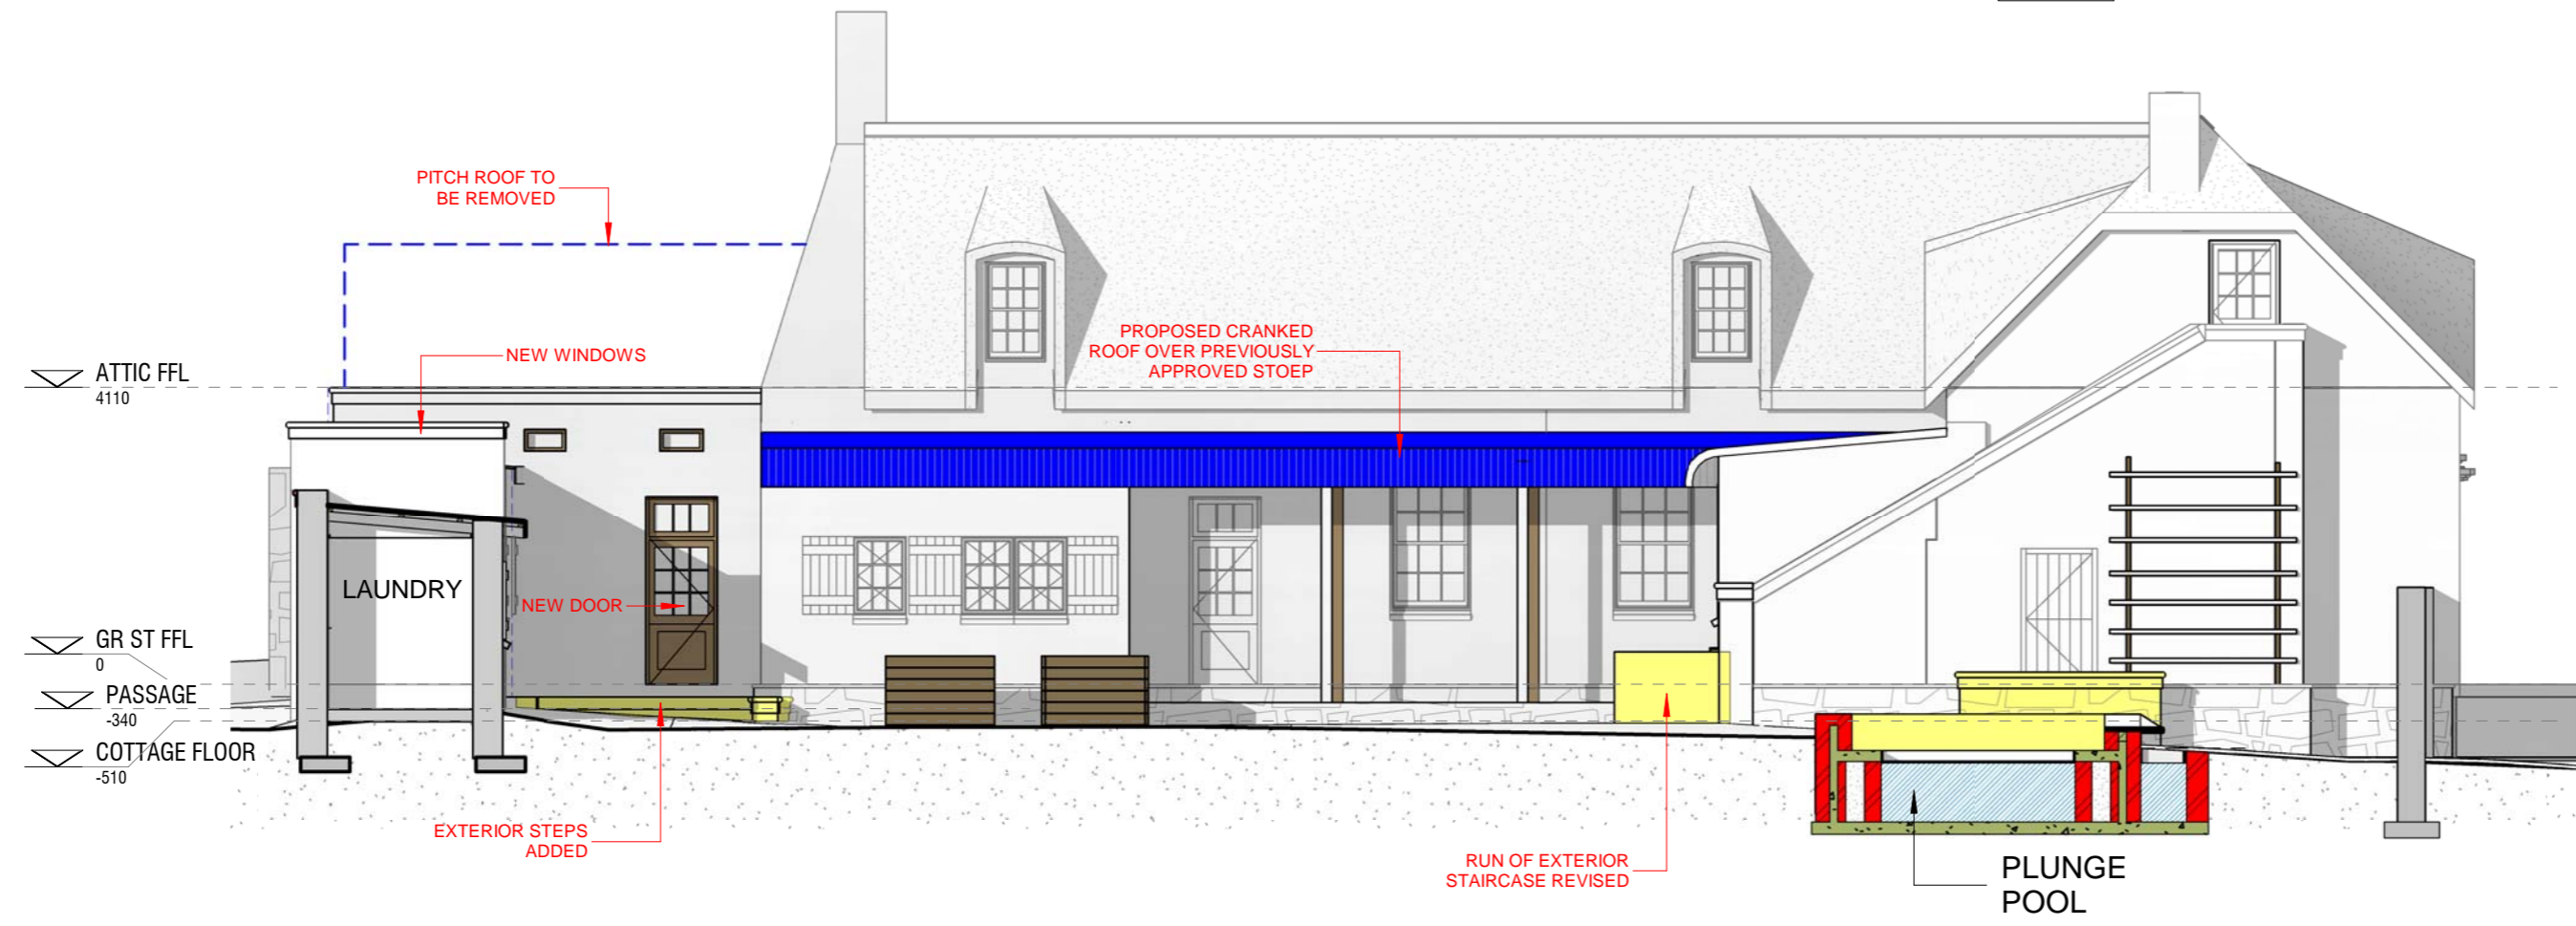 PITCH ROOF TO
BE REMOVED
NEW WINDOWS
PROPOSED CRANKED
ROOF OVER PREVIOUSLY
APPROVED STOEP
ATTIC FFL
4110
LAUNDRY
NEW DOOR
GR ST FFL
0
PASSAGE
-340
COTTAGE FLOOR
-510
EXTERIOR STEPS
ADDED
RUN OF EXTERIOR
STAIRCASE REVISED
PLUNGE
POOL